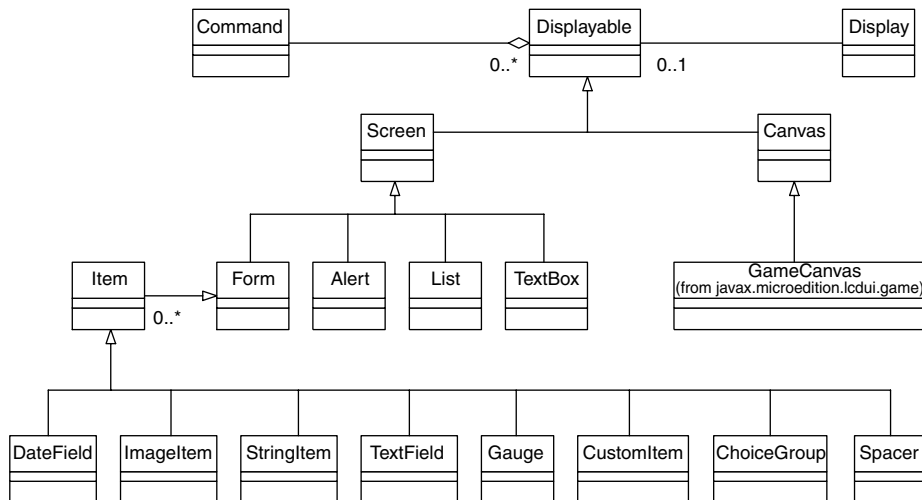 Command
Displayable
Display
0..*
0..1
Screen
Canvas
Item
Form
Alert
List
TextBox
GameCanvas
(from javax.microedition.lcdui.game)
0..*
DateField
ImageItem
StringItem
TextField
Gauge
CustomItem
ChoiceGroup
Spacer